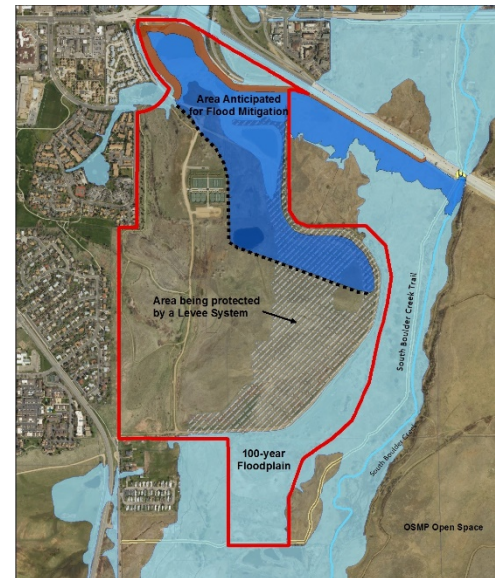 Area Anticipated
for Flood Mitigation
Area being protected
by a Levee System
South Boulder Creek Trail
100-year
Floodplain
South Boulder Creek
OSMP Open Space